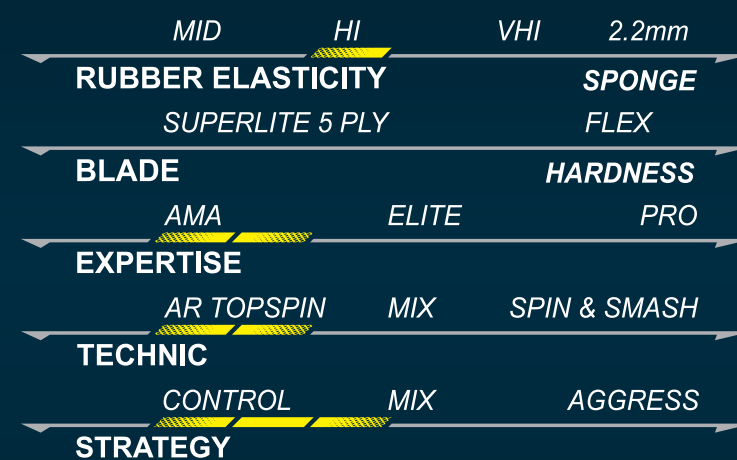 MID HI VHI 2.2mm
RUBBER ELASTICITY SPONGE
SUPERLITE 5 PLY FLEX
BLADE HARDNESS
AMA ELITE PRO
EXPERTISE
AR TOPSPIN MIX SPIN & SMASH
TECHNIC
CONTROL MIX AGGRESS
STRATEGY